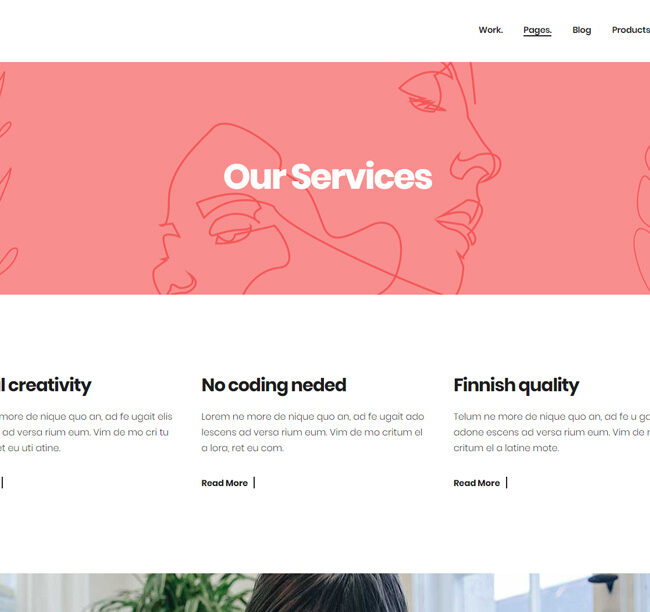 Work. Pages. Blog Products
Our Services
l creativity
more de nique quo an, ad fe ugait elis
ad versa rium eum. Vim de mo cri tu
et eu uti atine.
No coding neded
Lorem ne more de nique quo an, ad fe ugait ado
lescens ad versa rium eum. Vim de mo critum el
a lora, ret eu com.
Read More
Finnish quality
Telum ne more de nique quo an, ad fe u ga
adone escens ad versa rium eum. Vim de
critum el a latine mote.
Read More